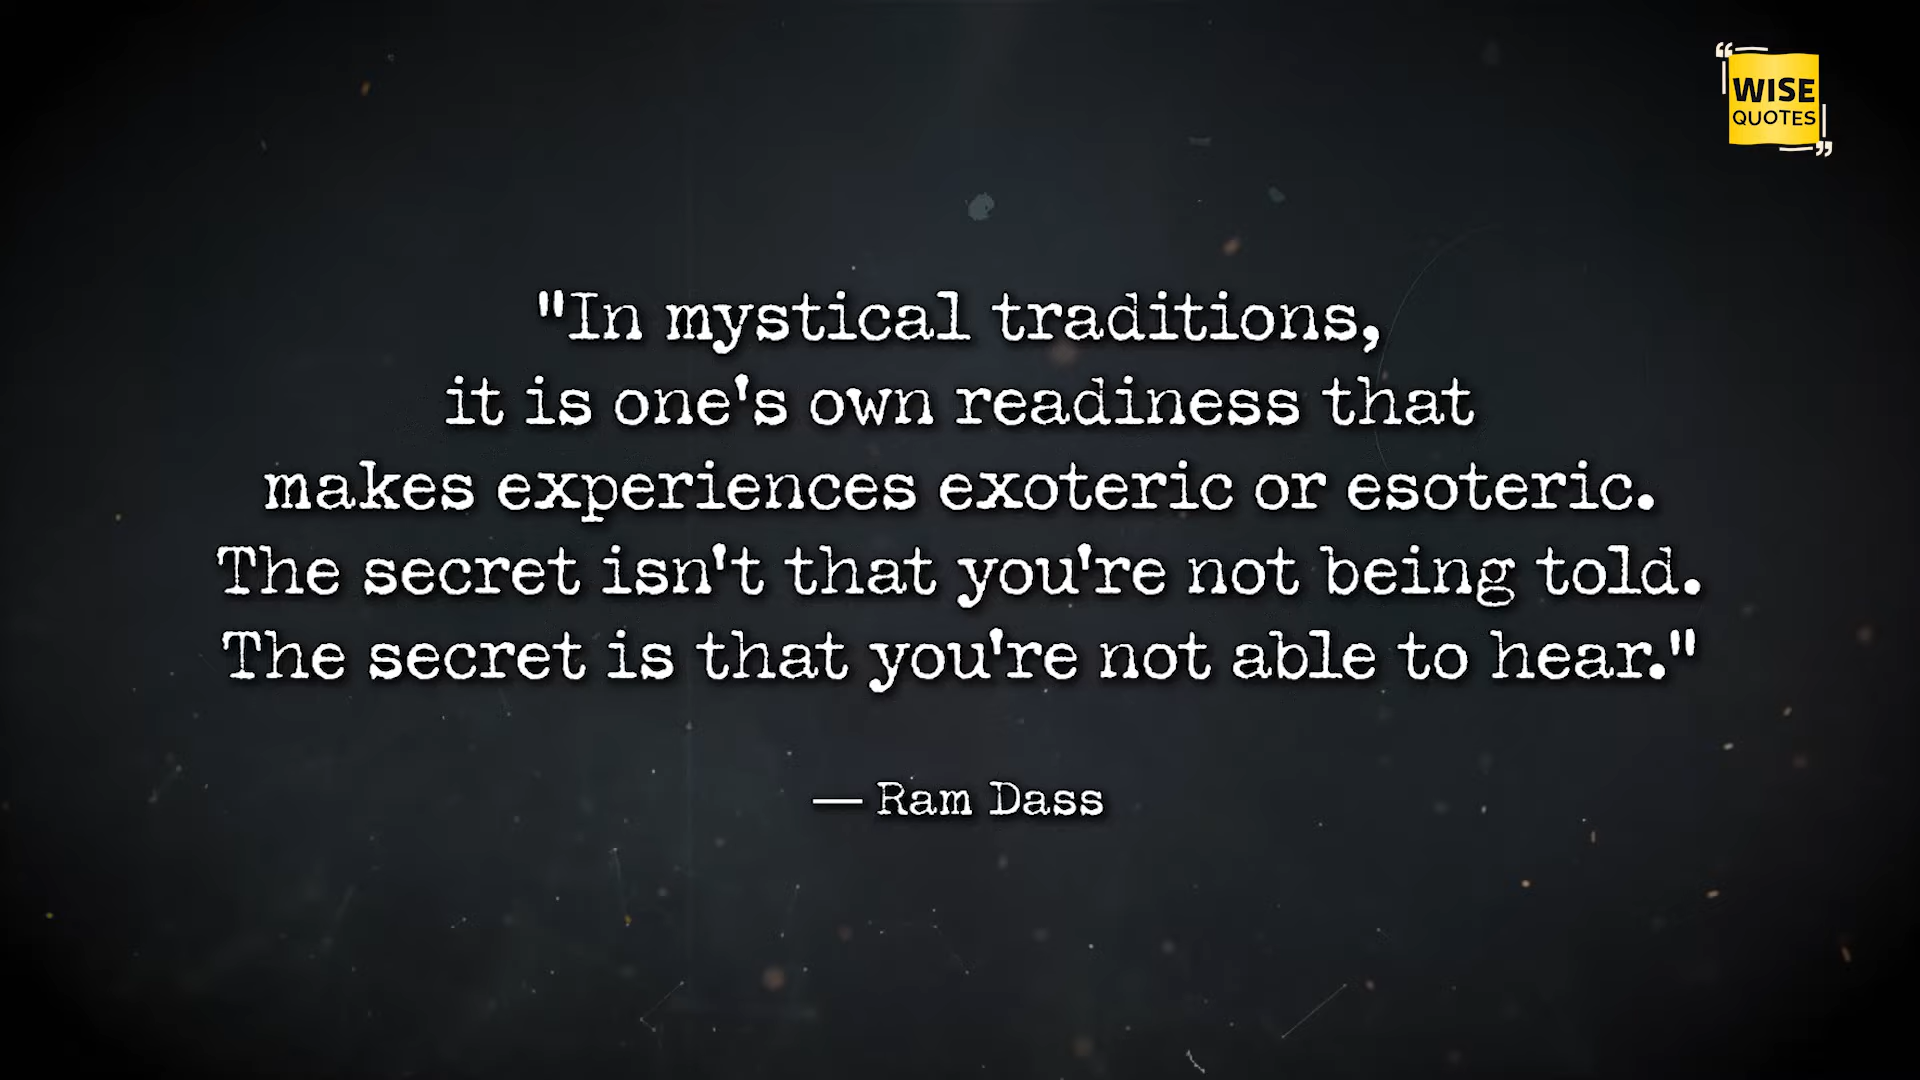 WISE
QUOTES
"In mystical traditions,
it is one's own readiness that
makes experiences exoteric or esoteric.
The secret isn't that you're not being told.
The secret is that you're not able to hear."
— Ram Dass